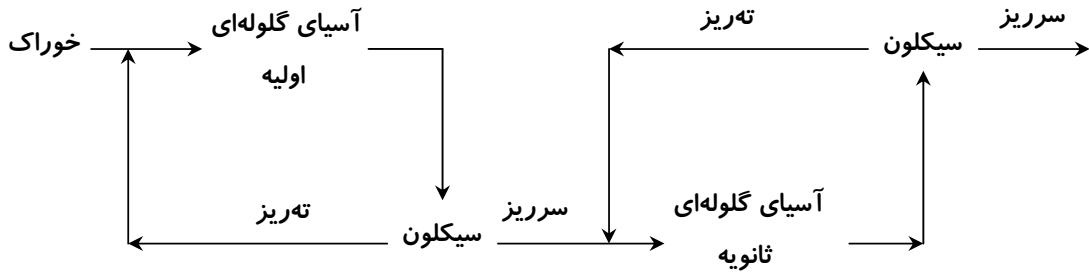 خوراک
آسیای گلوله‌ای
اولیه
ته‌ریز
سیکلون
سرریز
ته‌ریز
سیکلون
سرریز
آسیای گلوله‌ای
ثانویه